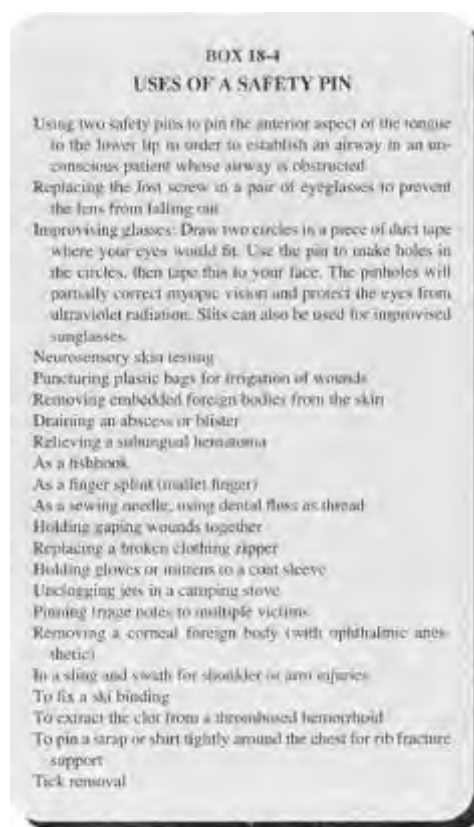 BOX 18-4
USES OF A SAFETY PIN
Using two safety pins to pin the anterior aspect of the tongue
to the lower lip in order to establish an airway in an un-
conscious patient whose airway is obstructed
Replacing the lost screw in a pair of eyeglasses to prevent
the lens from falling out
Improvising glasses: Draw two circles in a piece of duct tape
where your eyes would fit. Use the pin to make holes in
the circles, then tape this to your face. The pinholes will
partially correct myopic vision and protect the eyes from
ultraviolet radiation. Slits can also be used for improvised
sunglasses.
Neurosensory skin testing
Puncturing plastic bags for irrigation of wounds
Removing embedded foreign bodies from the skin
Draining an abscess or blister
Relieving a subungual hematoma
As a fishhook
As a finger splint (mallet finger)
As a sewing needle, using dental floss as thread
Holding gaping wounds together
Replacing a broken clothing zipper
Holding gloves or mittens to a coat sleeve
Unclogging jets in a camping stove
Pinning triage notes to multiple victims
Removing a corneal foreign body (with ophthalmic anes-
thetic)
In a sling and swath for shoulder or arm injuries
To fix a ski binding
To extract the clot from a thrombosed hemorrhoid
To pin a strap or shirt tightly around the chest for rib fracture
support
Tick removal